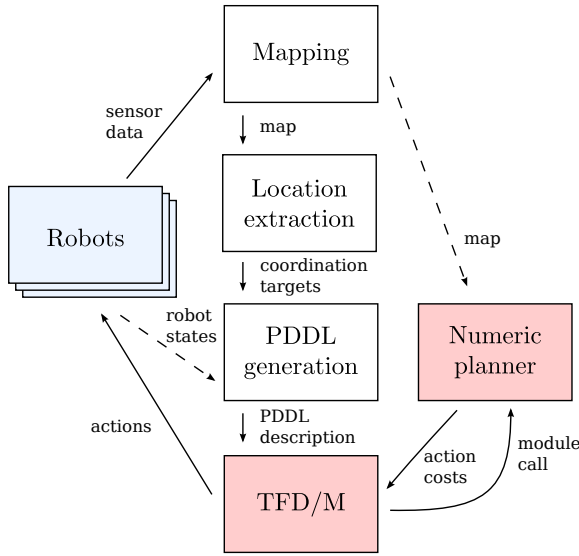 Mapping
sensor
data
map
Location
extraction
Robots
map
coordination
targets
robot
states
PDDL
generation
Numeric
planner
actions
PDDL
description
action
costs
module
call
TFD/M